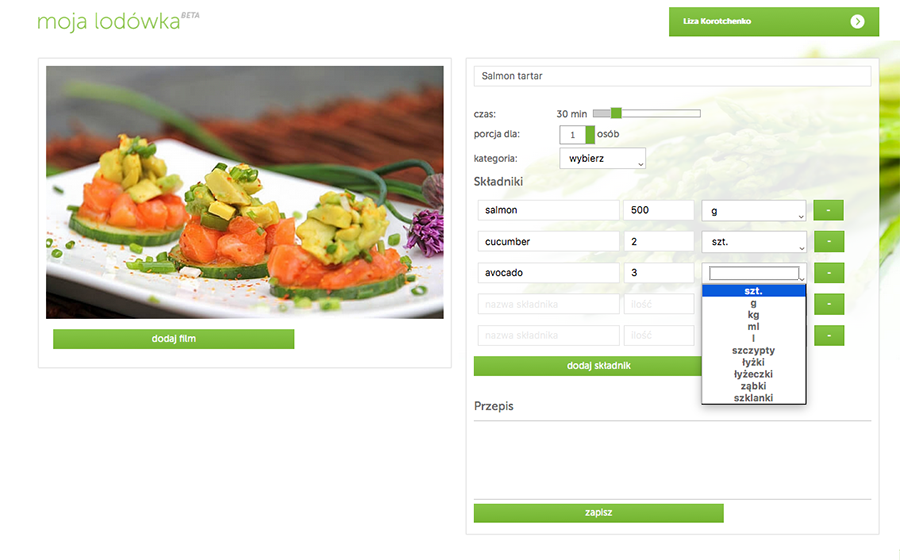 moja lodówka BETA
Liza Korotchenko
Salmon tartar
czas: 30 min
porcja dla: 1 osób
kategoria: wybierz
Składniki
salmon 500 g -
cucumber 2 szt. -
avocado 3 -
szt.
g
kg
ml
l
szczypty
łyżki
łyżeczki
ząbki
szklanki
nazwa składnika ilość -
nazwa składnika ilość -
dodaj film
dodaj składnik
Przepis
zapisz